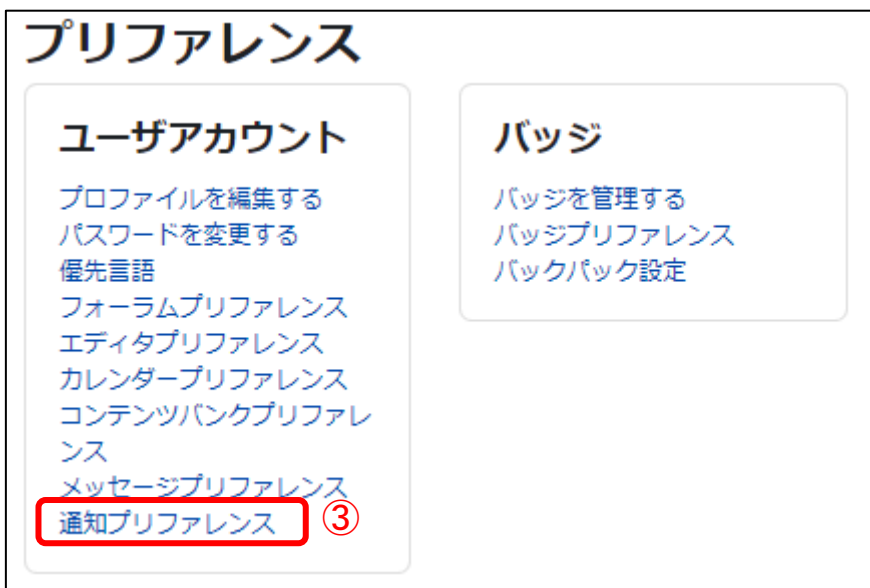 プリファレンス
ユーザアカウント
プロファイルを編集する
パスワードを変更する
優先言語
フォーラムプリファレンス
エディタプリファレンス
カレンダープリファレンス
コンテンツバンクプリファレ
ンス
メッセージプリファレンス
通知プリファレンス ③
バッジ
バッジを管理する
バッジプリファレンス
バックパック設定